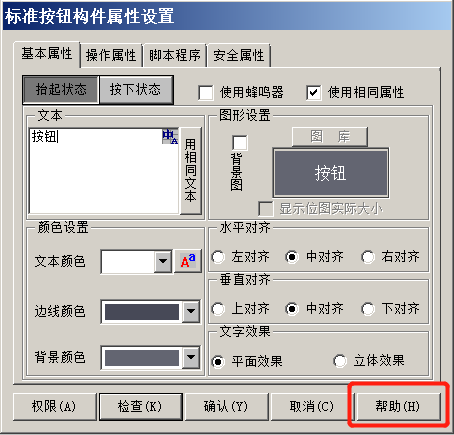 标准按钮构件属性设置
基本属性 操作属性 脚本程序 安全属性
抬起状态 按下状态 使用蜂鸣器 使用相同属性
文本
按钮
中A
用相同文本
图形设置
背景图
图 库
按钮
显示位图实际大小
颜色设置
文本颜色 Aa
边线颜色
背景颜色
水平对齐
左对齐 中对齐 右对齐
垂直对齐
上对齐 中对齐 下对齐
文字效果
平面效果 立体效果
权限(A) 检查(K) 确认(Y) 取消(C) 帮助(H)